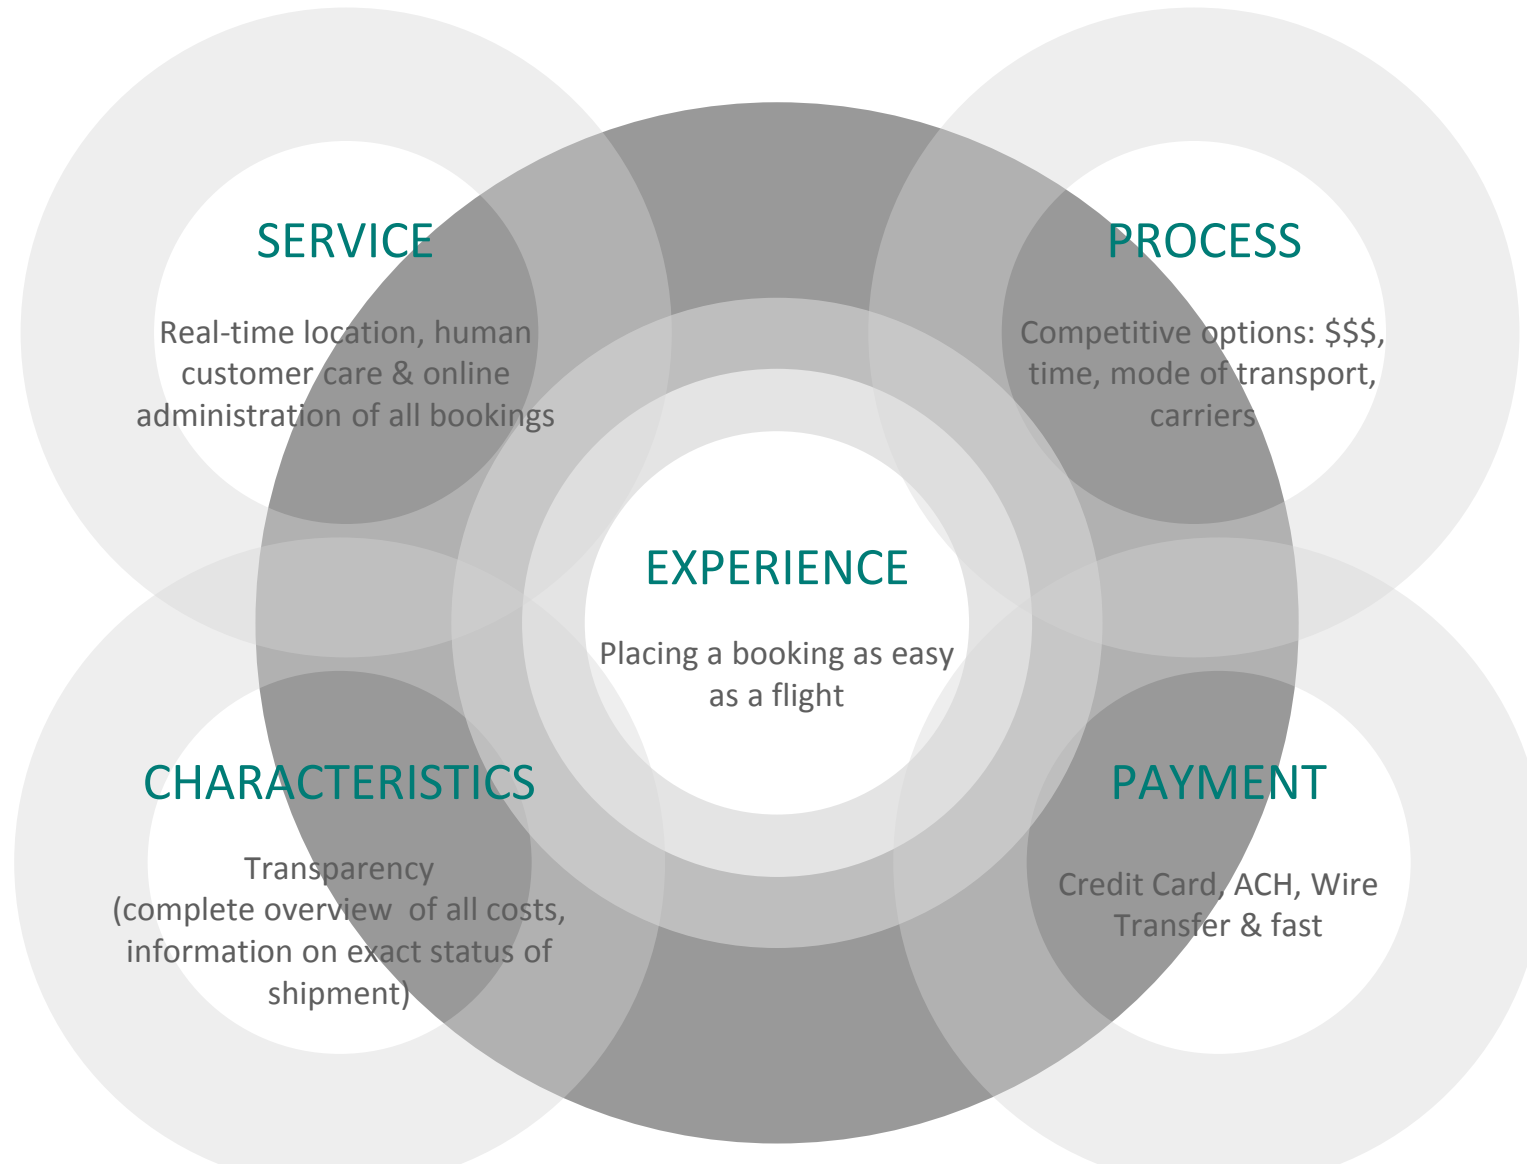 SERVICE
Real-time location, human
customer care & online
administration of all bookings
PROCESS
Competitive options: $$$,
time, mode of transport,
carriers
EXPERIENCE
Placing a booking as easy
as a flight
CHARACTERISTICS
Transparency
(complete overview  of all costs,
information on exact status of
shipment)
PAYMENT
Credit Card, ACH, Wire
Transfer & fast